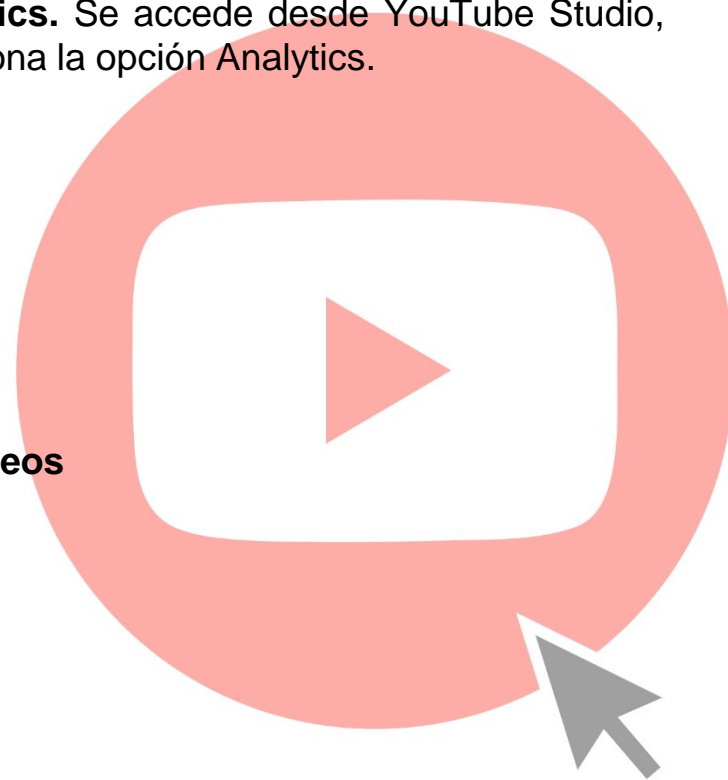 ics. Se accede desde YouTube Studio,
ona la opción Analytics.
eos